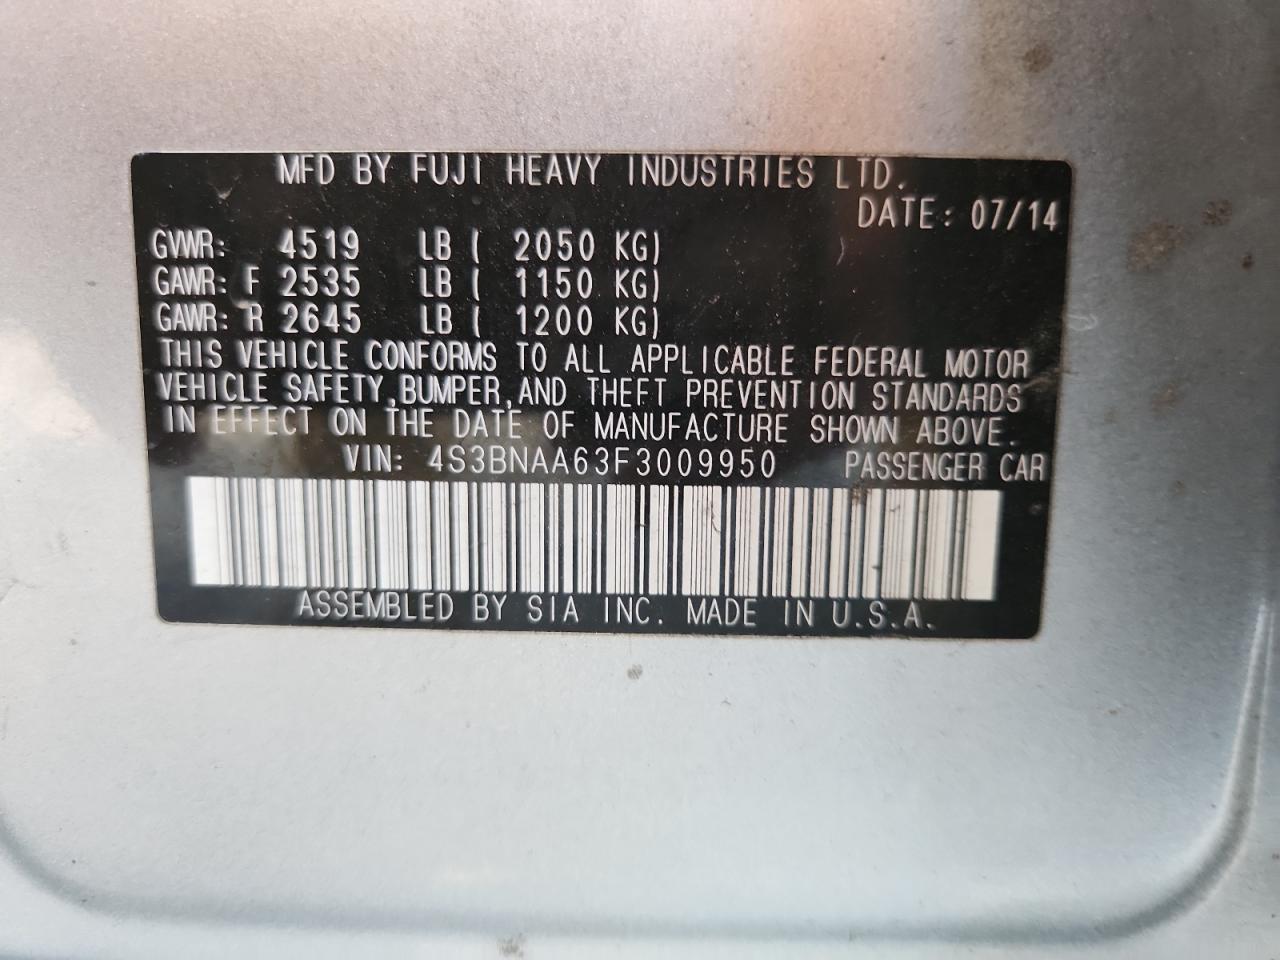 MFD BY FUJI HEAVY INDUSTRIES LTD.
DATE: 07/14
GVWR: 4519 LB ( 2050 KG)
GAWR: F 2535 LB ( 1150 KG)
GAWR: R 2645 LB ( 1200 KG)
THIS VEHICLE CONFORMS TO ALL APPLICABLE FEDERAL MOTOR
VEHICLE SAFETY,BUMPER,AND THEFT PREVENTION STANDARDS
IN EFFECT ON THE DATE OF MANUFACTURE SHOWN ABOVE.
VIN: 4S3BNAA63F3009950 PASSENGER CAR
ASSEMBLED BY SIA INC. MADE IN U.S.A.